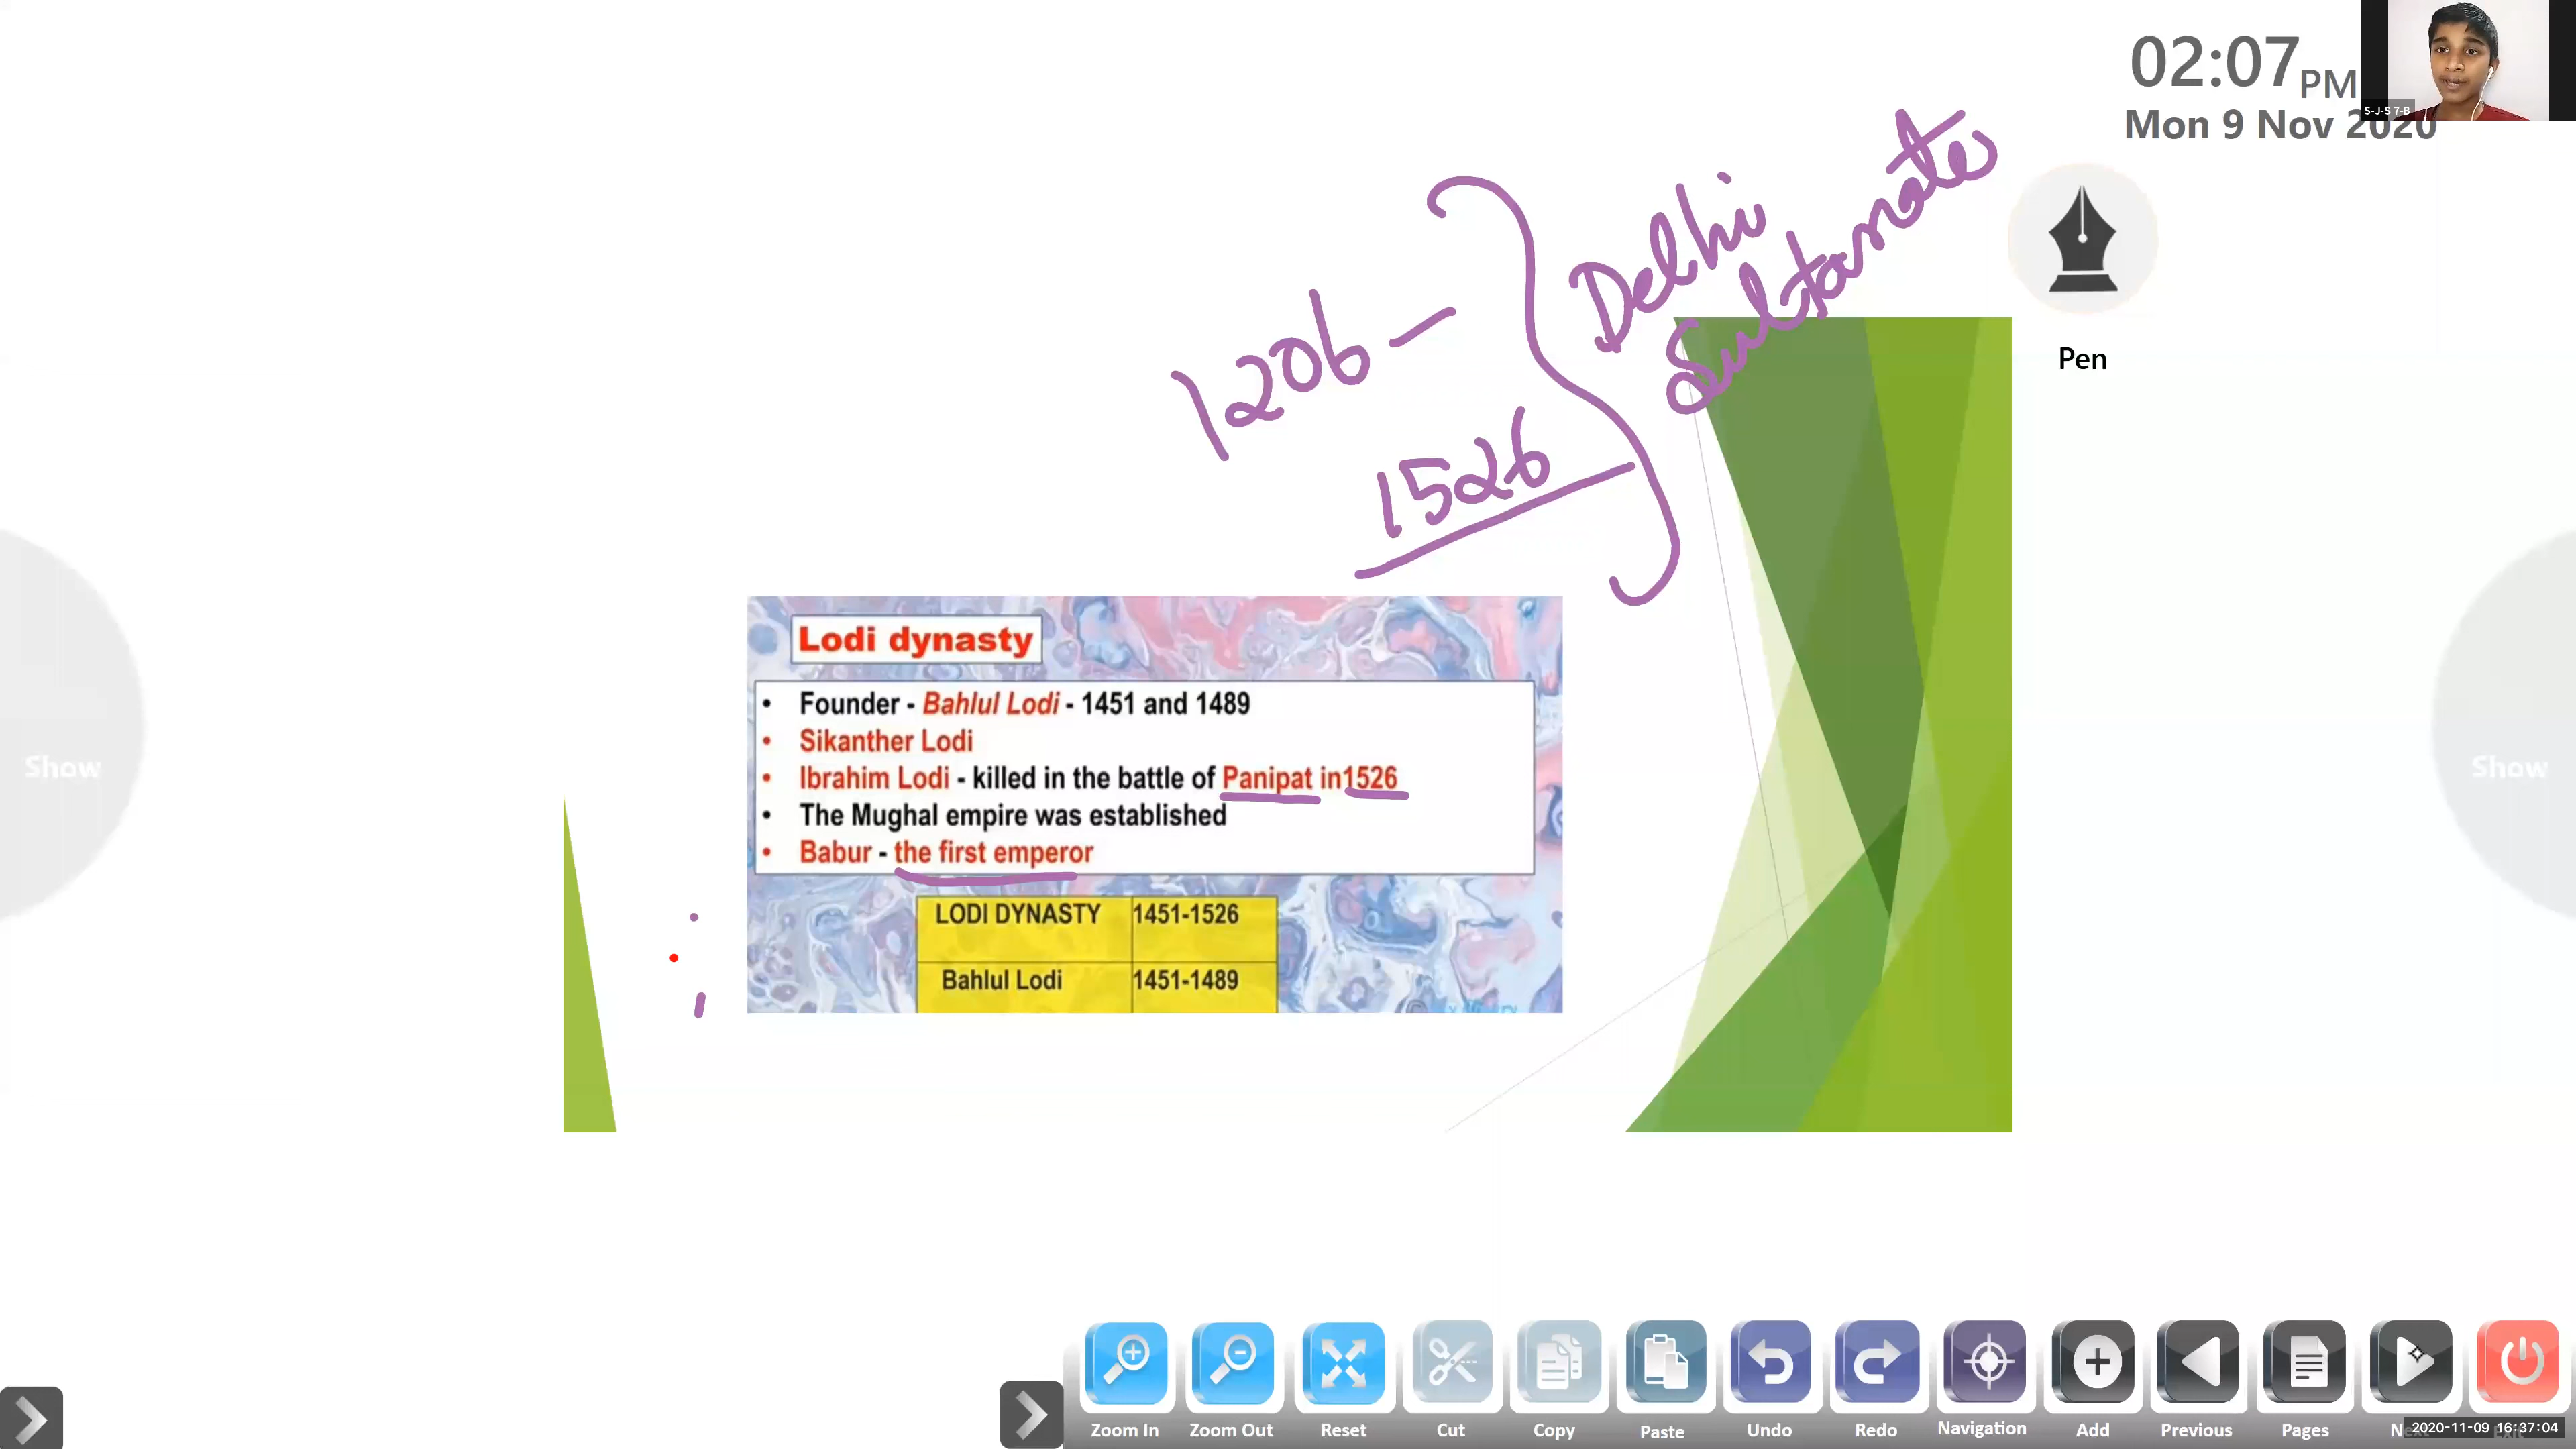 02:07 PM
Mon 9 Nov 2020
S-J-S 7-B
Pen
Delhi
Sultanate
1206 -
1526
Lodi dynasty
• Founder - Bahlul Lodi - 1451 and 1489
• Sikanther Lodi
• Ibrahim Lodi - killed in the battle of Panipat in1526
• The Mughal empire was established
• Babur - the first emperor
LODI DYNASTY 1451-1526
Bahlul Lodi 1451-1489
Show
Show
Zoom In Zoom Out Reset Cut Copy Paste Undo Redo Navigation Add Previous Pages
2020-11-09 16:37:04